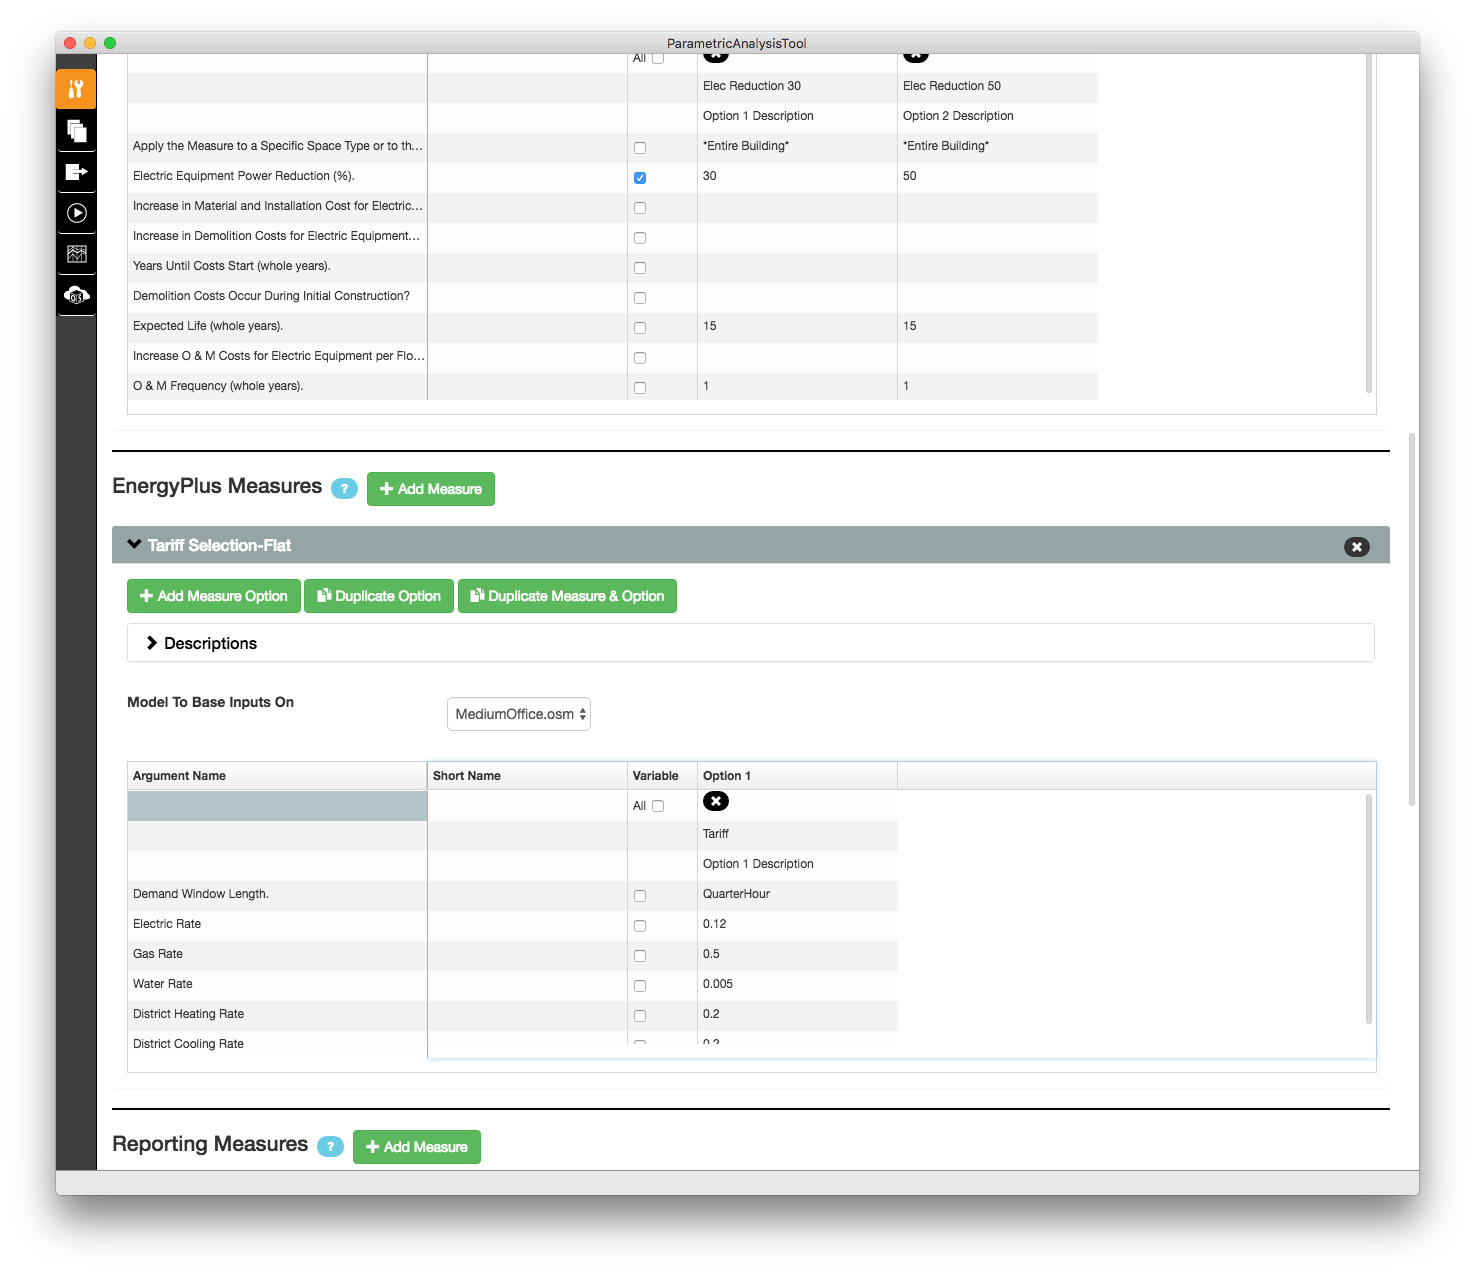 ParametricAnalysisTool
All
Elec Reduction 30 Elec Reduction 50
Option 1 Description Option 2 Description
Apply the Measure to a Specific Space Type or to th... *Entire Building* *Entire Building*
Electric Equipment Power Reduction (%). 30 50
Increase in Material and Installation Cost for Electric...
Increase in Demolition Costs for Electric Equipment...
Years Until Costs Start (whole years).
Demolition Costs Occur During Initial Construction?
Expected Life (whole years). 15 15
Increase O & M Costs for Electric Equipment per Flo...
O & M Frequency (whole years). 1 1
EnergyPlus Measures ? Add Measure
Tariff Selection-Flat
Add Measure Option Duplicate Option Duplicate Measure & Option
Descriptions
Model To Base Inputs On
MediumOffice.osm
Argument Name Short Name Variable Option 1
All
Tariff
Option 1 Description
Demand Window Length. QuarterHour
Electric Rate 0.12
Gas Rate 0.5
Water Rate 0.005
District Heating Rate 0.2
District Cooling Rate
Reporting Measures ? Add Measure